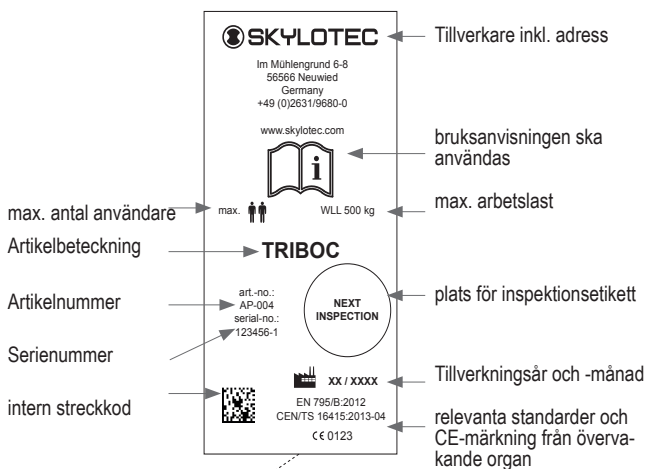 SKYLOTEC
Tillverkare inkl. adress
Im Mühlengrund 6-8
56566 Neuwied
Germany
+49 (0)2631/9680-0
www.skylotec.com
bruksanvisningen ska
användas
i
max. antal användare
max.
WLL 500 kg
max. arbetslast
Artikelbeteckning
TRIBOC
Artikelnummer
art.-no.:
AP-004
serial-no.:
123456-1
NEXT
INSPECTION
plats för inspektionsetikett
Serienummer
XX / XXXX
Tillverkningsår och -månad
intern streckkod
EN 795/B:2012
CEN/TS 16415:2013-04
CE 0123
relevanta standarder och
CE-märkning från överva-
kande organ